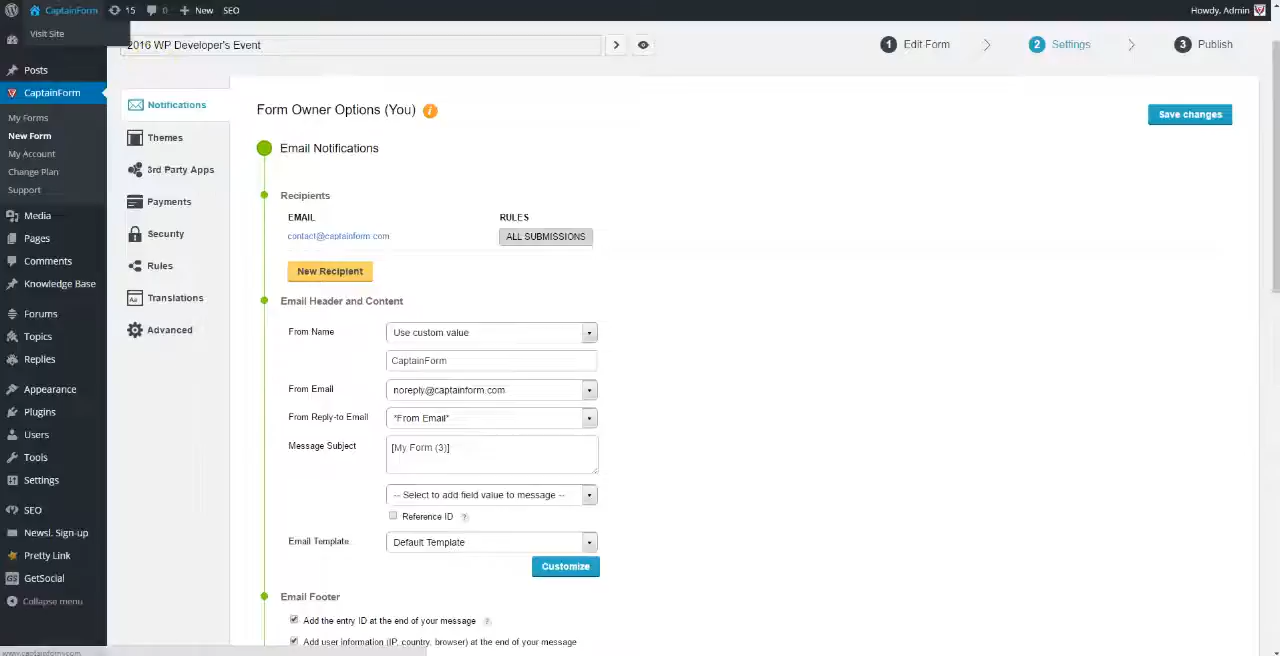 CaptainForm 15 0 New SEO Howdy, Admin
Visit Site
2016 WP Developer's Event
1 Edit Form 2 Settings 3 Publish
Posts
CaptainForm
My Forms
New Form
My Account
Change Plan
Support
Media
Pages
Comments
Knowledge Base
Forums
Topics
Replies
Appearance
Plugins
Users
Tools
Settings
SEO
Newsl. Sign-up
Pretty Link
GS GetSocial
Collapse menu
Notifications
Themes
3rd Party Apps
Payments
Security
Rules
Translations
Advanced
Form Owner Options (You) i
Save changes
Email Notifications
Recipients
EMAIL RULES
contact@captainform.com ALL SUBMISSIONS
New Recipient
Email Header and Content
From Name Use custom value
CaptainForm
From Email noreply@captainform.com
From Reply-to Email *From Email*
Message Subject [My Form (3)]
-- Select to add field value to message --
Reference ID ?
Email Template Default Template
Customize
Email Footer
Add the entry ID at the end of your message ?
Add user information (IP, country, browser) at the end of your message
www.captainform.com